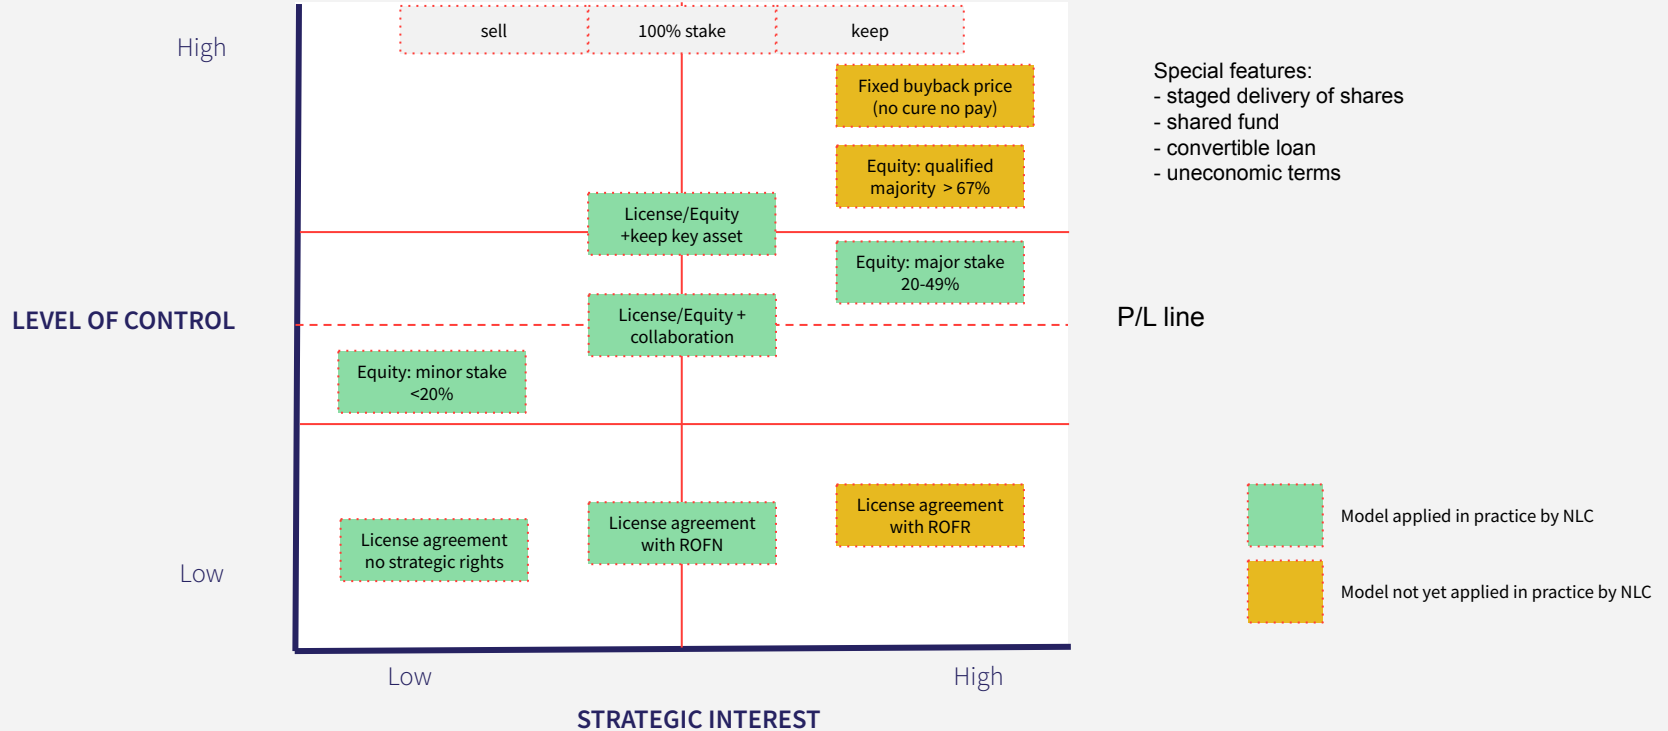 sell
100% stake
keep
High
Fixed buyback price
(no cure no pay)
Special features:
- staged delivery of shares
- shared fund
- convertible loan
- uneconomic terms
Equity: qualified
majority > 67%
License/Equity
+keep key asset
Equity: major stake
20-49%
LEVEL OF CONTROL
License/Equity +
collaboration
P/L line
Equity: minor stake
<20%
License agreement
no strategic rights
License agreement
with ROFN
License agreement
with ROFR
Model applied in practice by NLC
Low
Model not yet applied in practice by NLC
Low
High
STRATEGIC INTEREST